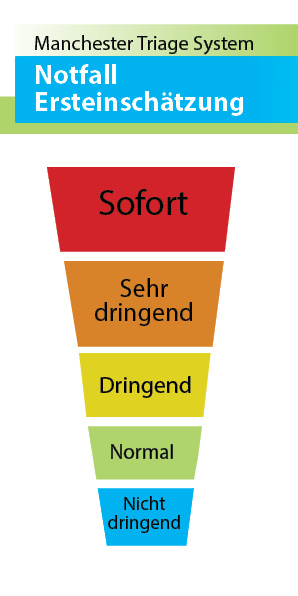 Manchester Triage System
Notfall
Ersteinschätzung
Sofort
Sehr
dringend
Dringend
Normal
Nicht
dringend